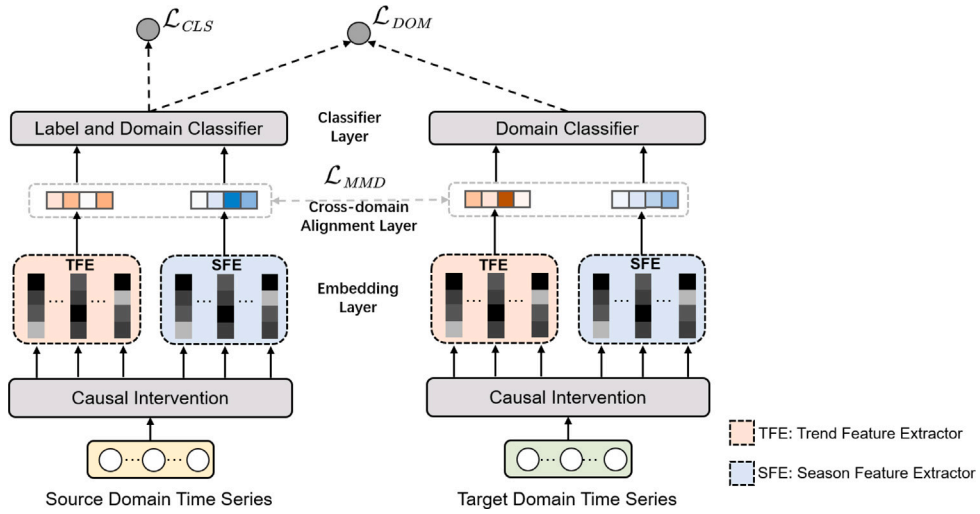 ℒ_CLS
ℒ_DOM
Label and Domain Classifier
Classifier
Layer
Domain Classifier
ℒ_MMD
Cross-domain
Alignment Layer
TFE
SFE
Embedding
Layer
TFE
SFE
... ...
... ...
... ...
... ...
Causal Intervention
Causal Intervention
... ...
... ...
Source Domain Time Series
Target Domain Time Series
TFE: Trend Feature Extractor
SFE: Season Feature Extractor